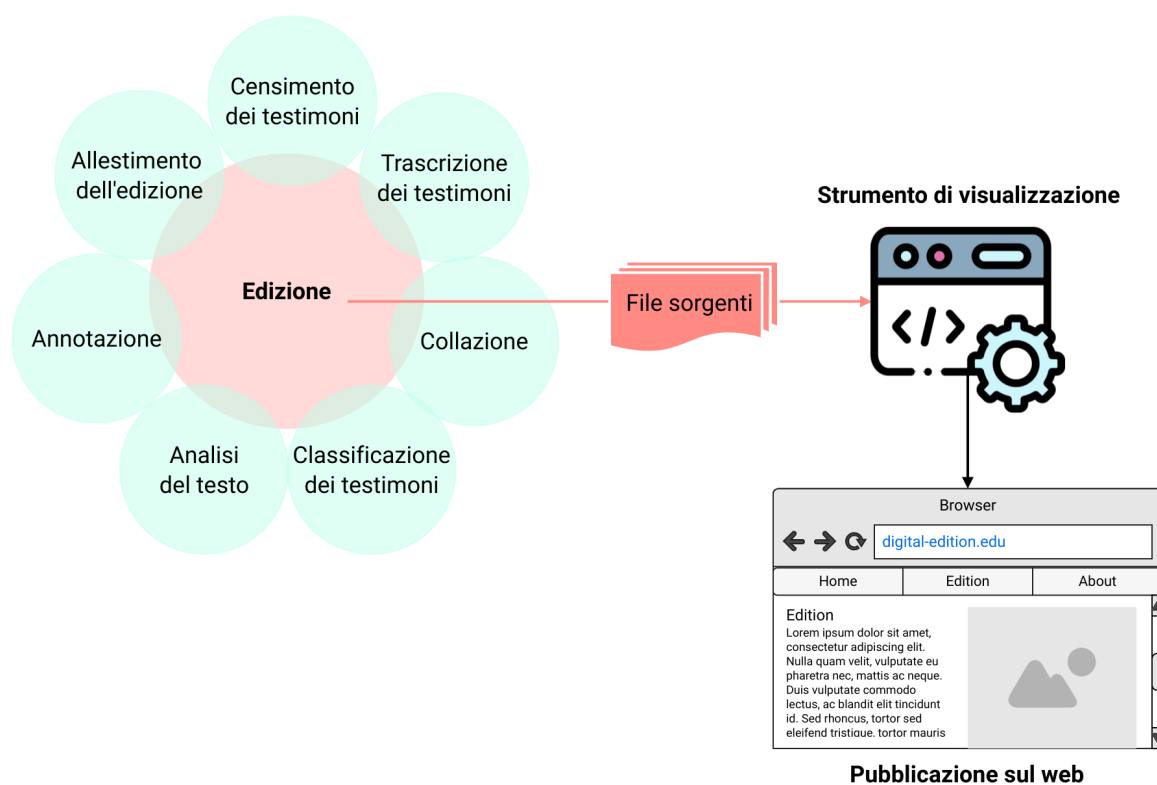 Censimento
dei testimoni
Allestimento
dell'edizione
Trascrizione
dei testimoni
Edizione
Annotazione
Collazione
Analisi
del testo
Classificazione
dei testimoni
File sorgenti
Strumento di visualizzazione
</>
Browser
digital-edition.edu
Home
Edition
About
Edition
Lorem ipsum dolor sit amet,
consectetur adipiscing elit.
Nulla quam velit, vulputate eu
pharetra nec, mattis ac neque.
Duis vulputate commodo
lectus, ac blandit elit tincidunt
id. Sed rhoncus, tortor sed
eleifend tristique, tortor mauris
Pubblicazione sul web